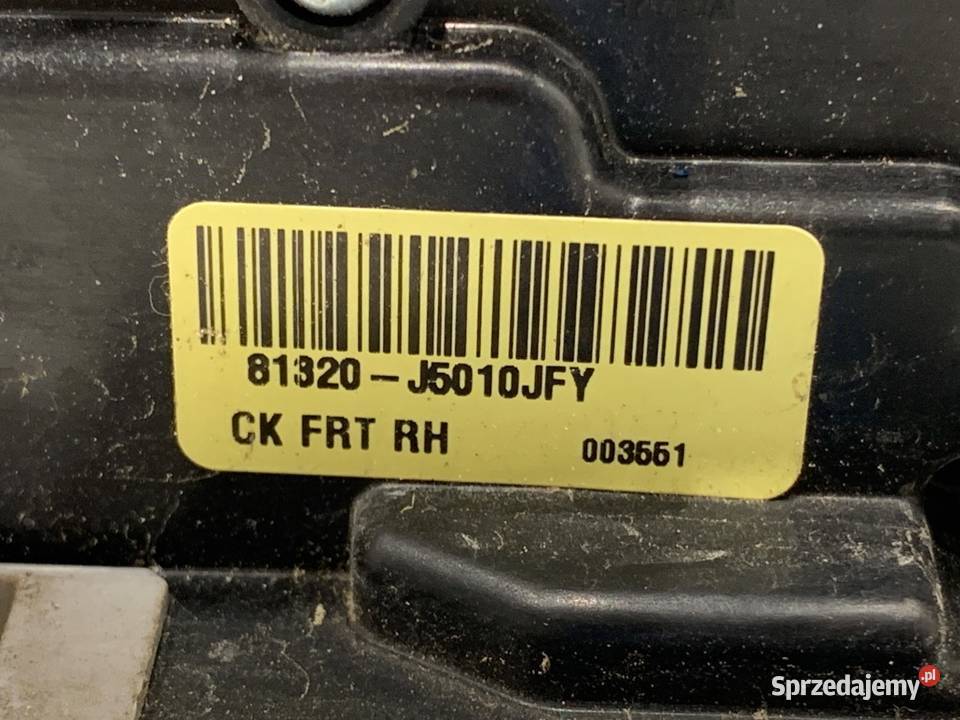 81320-J5010JFY
CK FRT RH
003551
Sprzedajemy.pl